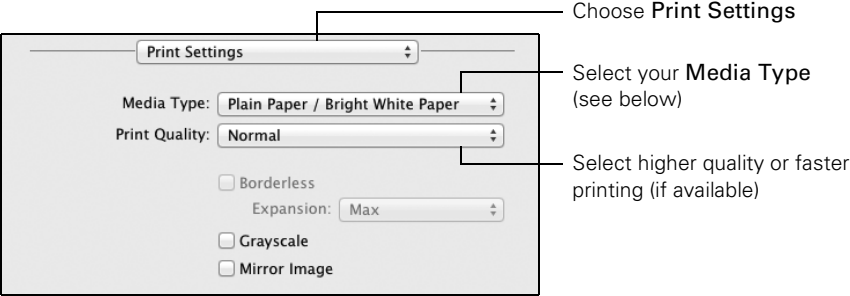 Choose Print Settings
Print Settings
Select your Media Type
(see below)
Media Type: Plain Paper / Bright White Paper
Print Quality: Normal
Select higher quality or faster
printing (if available)
Borderless
Expansion: Max
Grayscale
Mirror Image